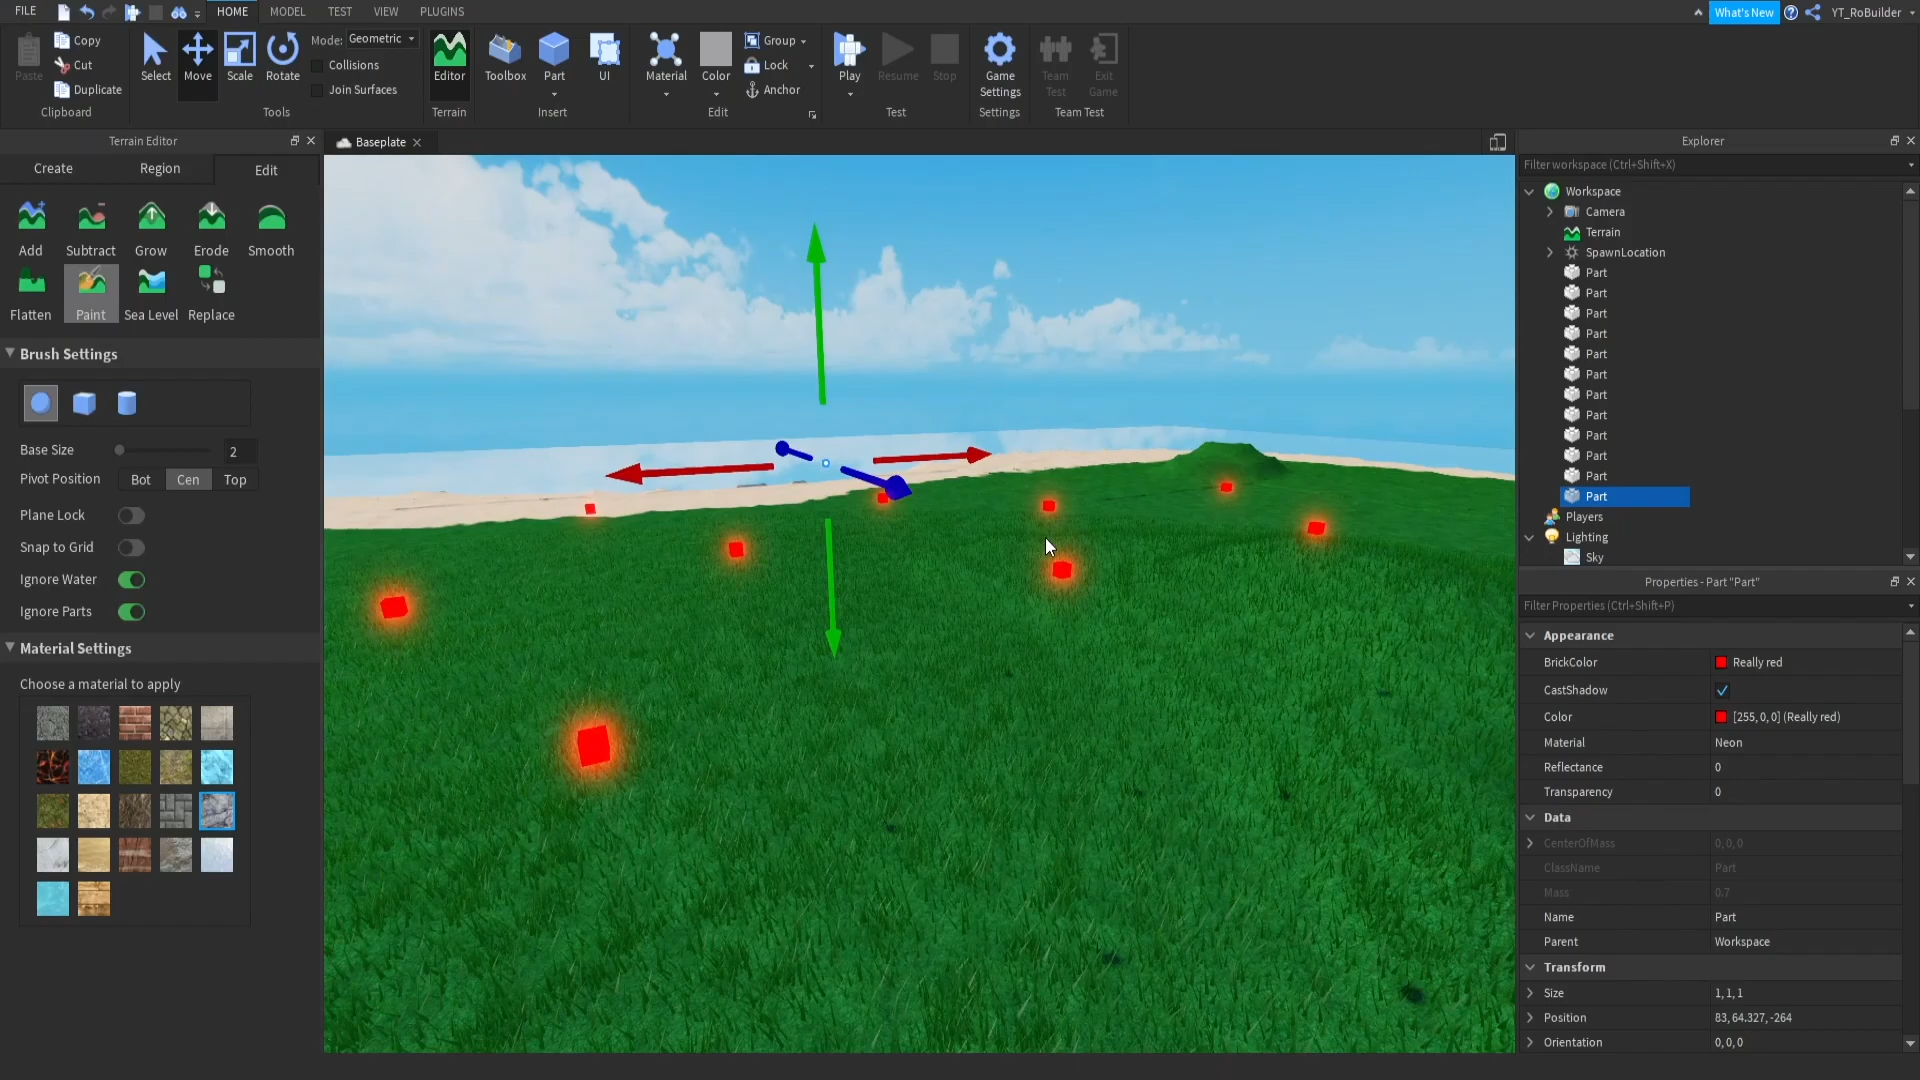 FILE HOME MODEL TEST VIEW PLUGINS What's New YT_RoBuilder
Paste Copy Cut Duplicate
Clipboard
Select Move Scale Rotate Mode: Geometric Collisions Join Surfaces
Tools
Editor
Terrain
Toolbox Part UI
Insert
Material Color Group Lock Anchor
Edit
Play Resume Stop
Test
Game Settings
Settings
Team Test Exit Game
Team Test
Terrain Editor
Create Region Edit
Add Subtract Grow Erode Smooth
Flatten Paint Sea Level Replace
Brush Settings
Base Size 2
Pivot Position Bot Cen Top
Plane Lock
Snap to Grid
Ignore Water
Ignore Parts
Material Settings
Choose a material to apply
Baseplate
Explorer
Filter workspace (Ctrl+Shift+X)
Workspace
Camera
Terrain
SpawnLocation
Part
Part
Part
Part
Part
Part
Part
Part
Part
Part
Part
Part
Players
Lighting
Sky
Properties - Part "Part"
Filter Properties (Ctrl+Shift+P)
Appearance
BrickColor Really red
CastShadow
Color [255, 0, 0] (Really red)
Material Neon
Reflectance 0
Transparency 0
Data
CenterOfMass 0, 0, 0
ClassName Part
Mass 0.7
Name Part
Parent Workspace
Transform
Size 1, 1, 1
Position 83, 64.327, -264
Orientation 0, 0, 0